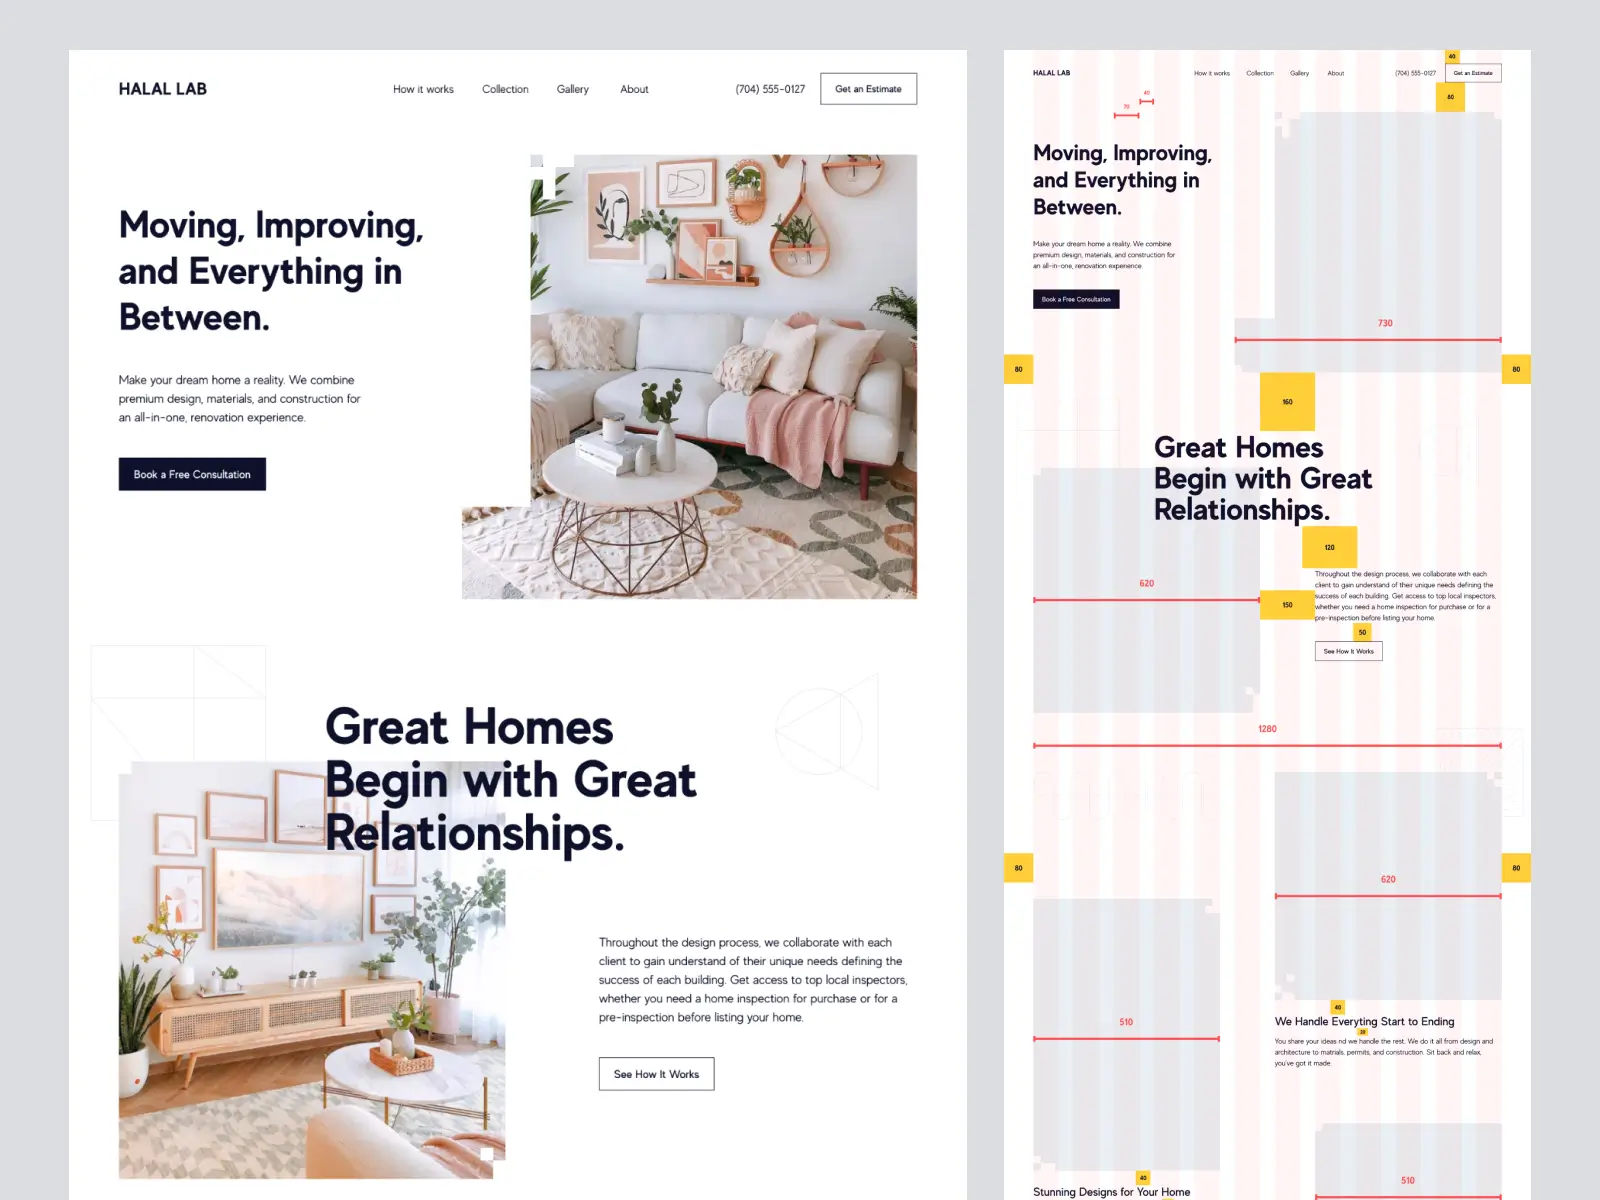 HALAL LAB
How it works
Collection
Gallery
About
(704) 555-0127
Get an Estimate
Moving, Improving,
and Everything in
Between.
Make your dream home a reality. We combine
premium design, materials, and construction for
an all-in-one, renovation experience.
Book a Free Consultation
Great Homes
Begin with Great
Relationships.
Throughout the design process, we collaborate with each
client to gain understand of their unique needs defining the
success of each building. Get access to top local inspectors,
whether you need a home inspection for purchase or for a
pre-inspection before listing your home.
See How It Works
40
HALAL LAB
How it works
Collection
Gallery
About
(704) 555-0127
Get an Estimate
80
40
70
Moving, Improving,
and Everything in
Between.
Make your dream home a reality. We combine
premium design, materials, and construction for
an all-in-one, renovation experience.
Book a Free Consultation
730
80
80
160
Great Homes
Begin with Great
Relationships.
120
Throughout the design process, we collaborate with each
client to gain understand of their unique needs defining the
success of each building. Get access to top local inspectors,
whether you need a home inspection for purchase or for a
pre-inspection before listing your home.
620
150
50
See How It Works
1280
80
80
620
40
We Handle Everyting Start to Ending
20
You share your ideas nd we handle the rest. We do it all from design and
architecture to matrials, permits, and construction. Sit back and relax,
you've got it made.
510
40
Stunning Designs for Your Home
510